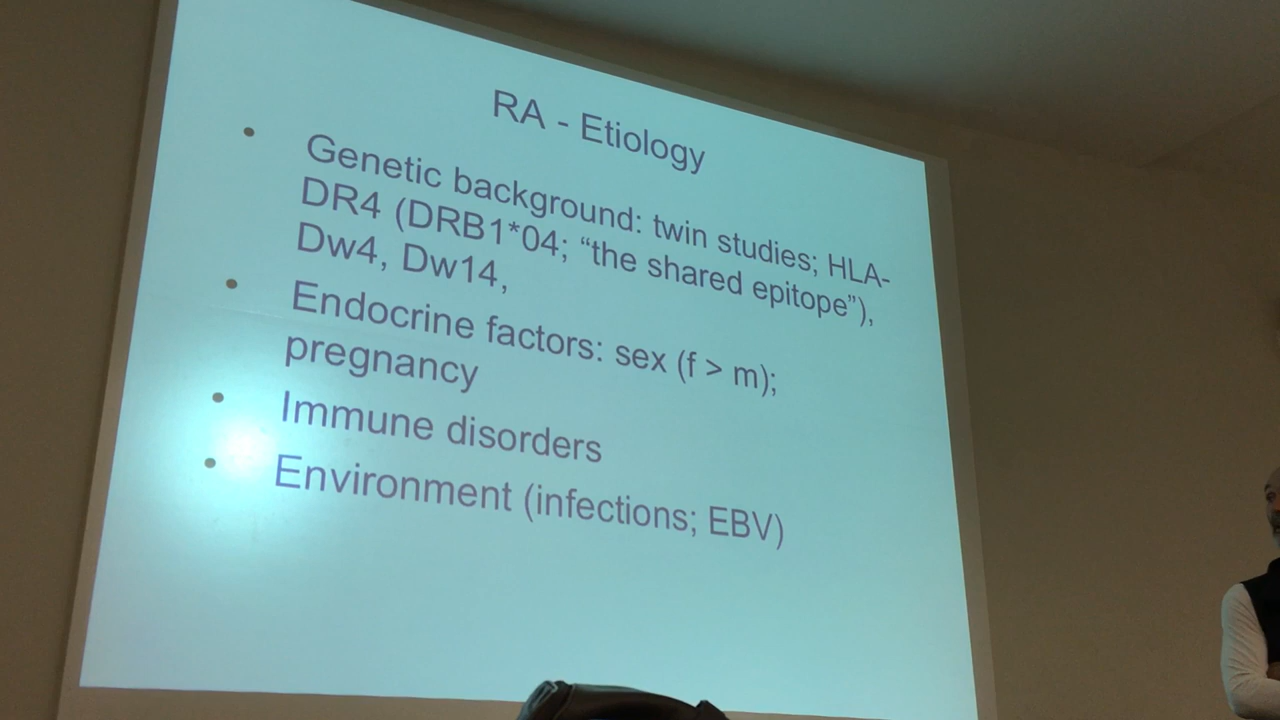 RA - Etiology
• Genetic background: twin studies; HLA-
DR4 (DRB1*04; “the shared epitope”),
Dw4, Dw14,
• Endocrine factors: sex (f > m);
pregnancy
• Immune disorders
• Environment (infections; EBV)